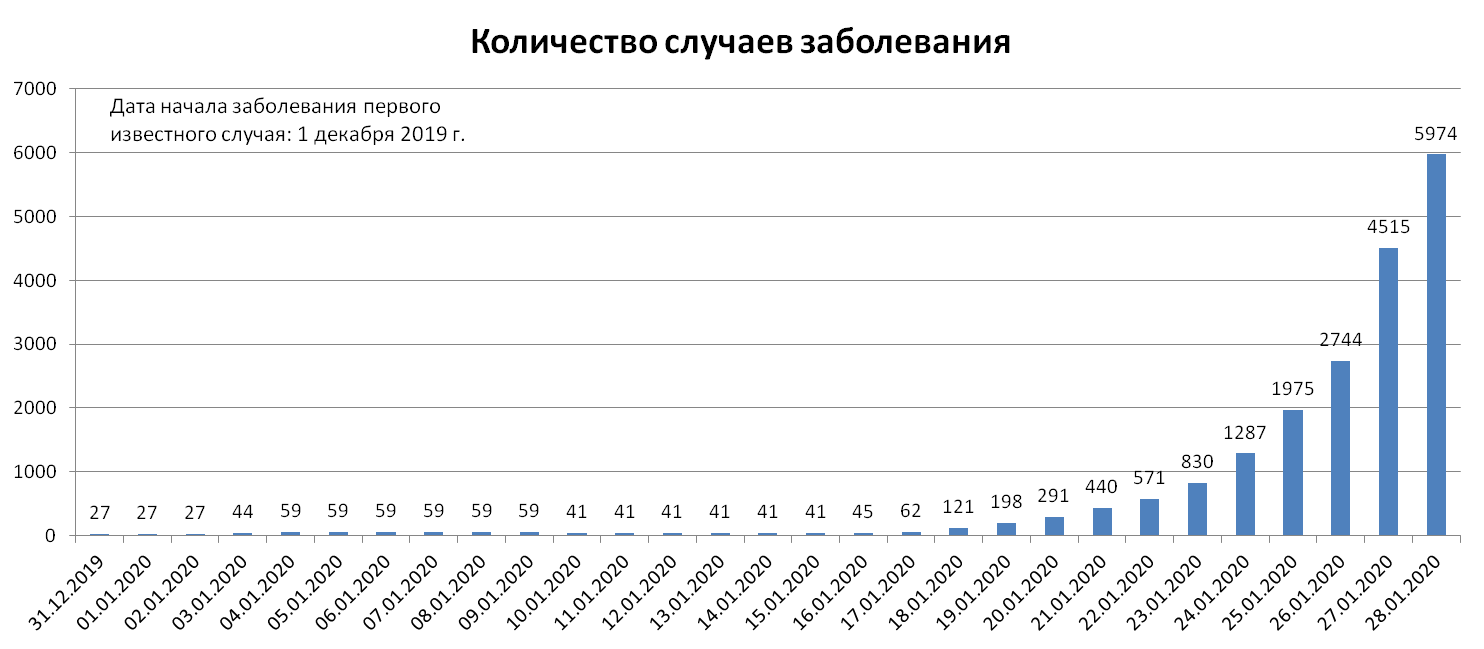 Количество случаев заболевания
Дата начала заболевания первого
известного случая: 1 декабря 2019 г.
7000
6000
5000
4000
3000
2000
1000
0
27 27 27 44 59 59 59 59 59 59 41 41 41 41 41 41 45 62 121 198 291 440 571 830 1287 1975 2744 4515 5974
31.12.2019 01.01.2020 02.01.2020 03.01.2020 04.01.2020 05.01.2020 06.01.2020 07.01.2020 08.01.2020 09.01.2020 10.01.2020 11.01.2020 12.01.2020 13.01.2020 14.01.2020 15.01.2020 16.01.2020 17.01.2020 18.01.2020 19.01.2020 20.01.2020 21.01.2020 22.01.2020 23.01.2020 24.01.2020 25.01.2020 26.01.2020 27.01.2020 28.01.2020